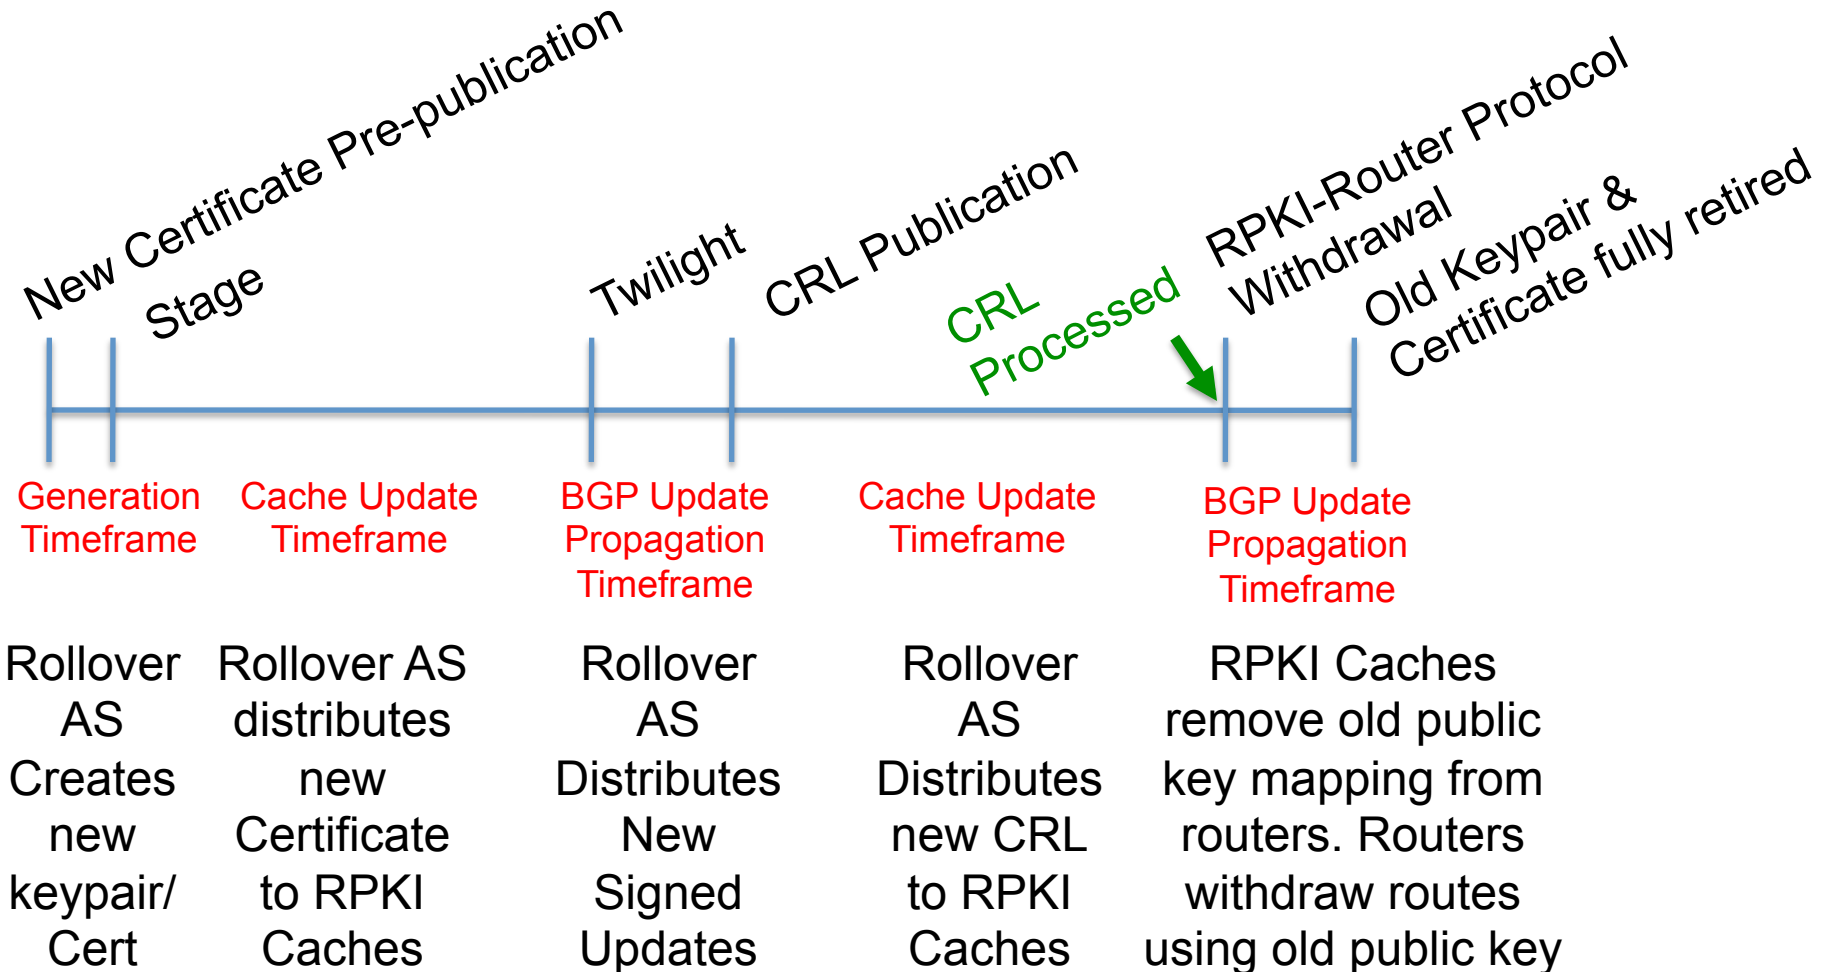 New Certificate Pre-publication
Stage
Twilight
CRL Publication
CRL
Processed
RPKI-Router Protocol
Withdrawal
Old Keypair &
Certificate fully retired
Generation
Timeframe
Cache Update
Timeframe
BGP Update
Propagation
Timeframe
Cache Update
Timeframe
BGP Update
Propagation
Timeframe
Rollover
AS
Creates
new
keypair/
Cert
Rollover AS
distributes
new
Certificate
to RPKI
Caches
Rollover
AS
Distributes
New
Signed
Updates
Rollover
AS
Distributes
new CRL
to RPKI
Caches
RPKI Caches
remove old public
key mapping from
routers. Routers
withdraw routes
using old public key